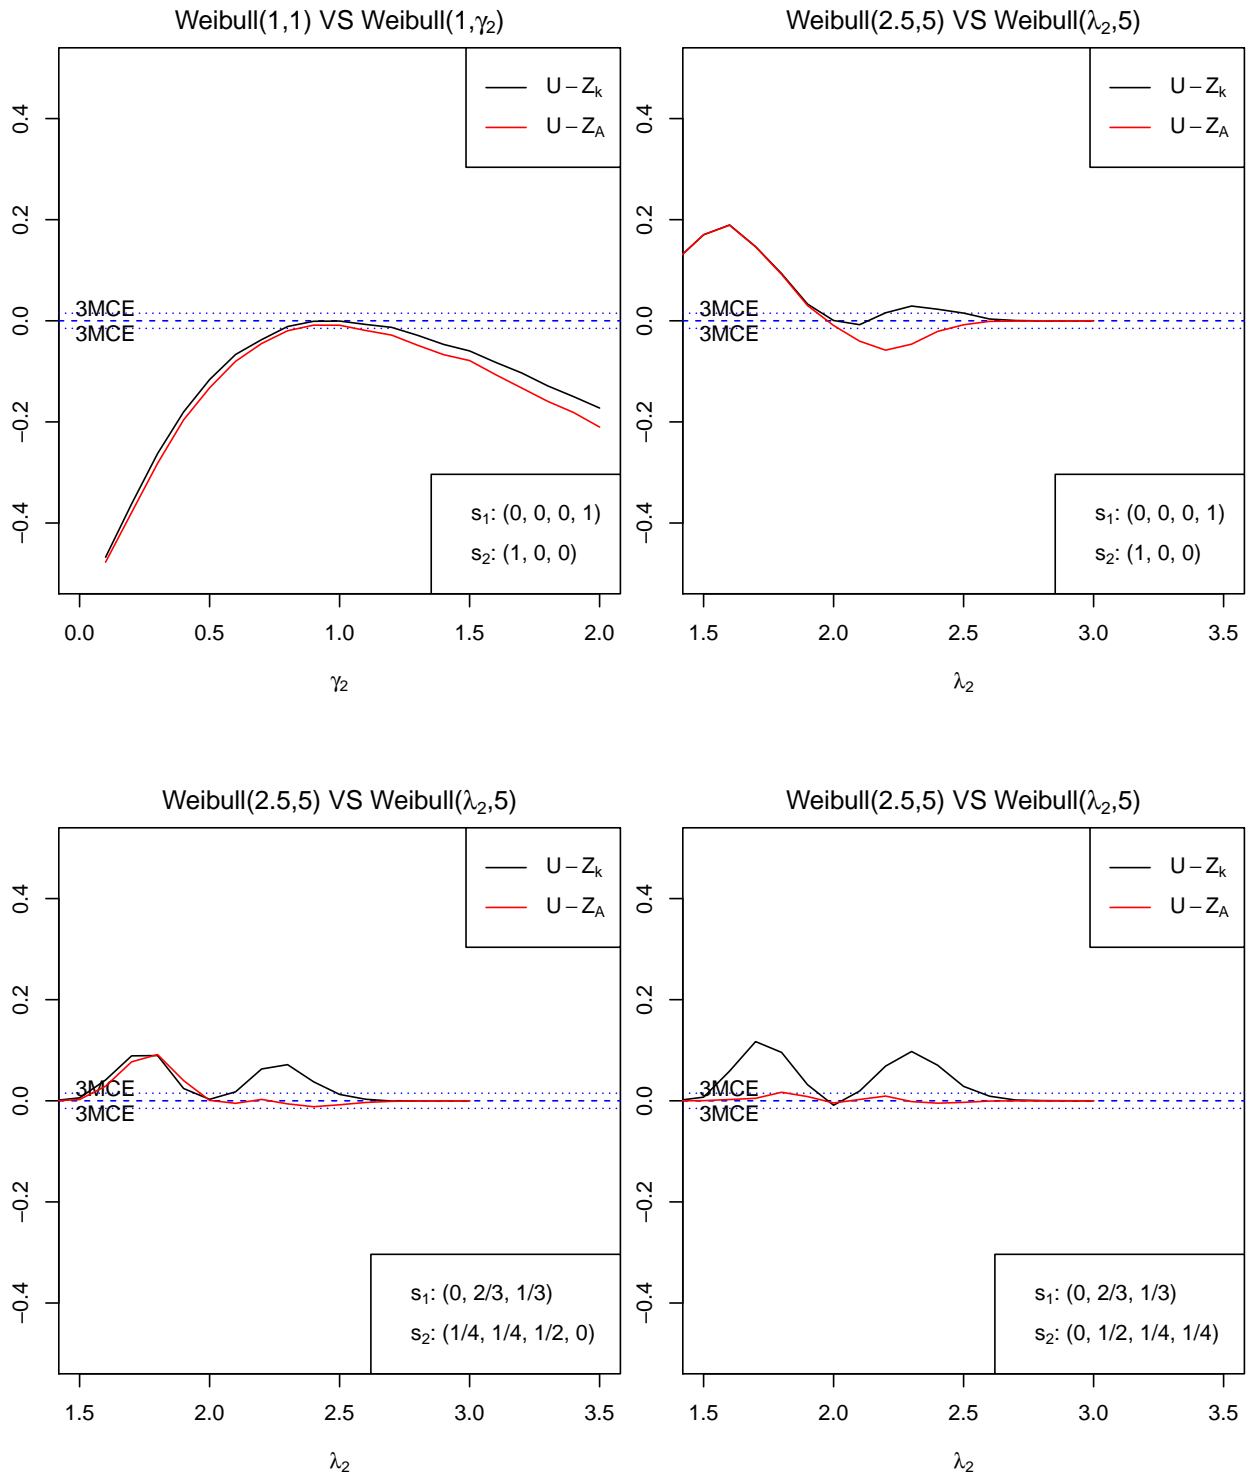 Weibull(1,1) VS Weibull(1,γ₂)
U − Zₖ
U − Z_A
0.4
0.2
0.0
−0.2
−0.4
3MCE
3MCE
s₁: (0, 0, 0, 1)
s₂: (1, 0, 0)
0.0 0.5 1.0 1.5 2.0
γ₂
Weibull(2.5,5) VS Weibull(λ₂,5)
U − Zₖ
U − Z_A
0.4
0.2
0.0
−0.2
−0.4
3MCE
3MCE
s₁: (0, 0, 0, 1)
s₂: (1, 0, 0)
1.5 2.0 2.5 3.0 3.5
λ₂
Weibull(2.5,5) VS Weibull(λ₂,5)
U − Zₖ
U − Z_A
0.4
0.2
0.0
−0.2
−0.4
3MCE
3MCE
s₁: (0, 2/3, 1/3)
s₂: (1/4, 1/4, 1/2, 0)
1.5 2.0 2.5 3.0 3.5
λ₂
Weibull(2.5,5) VS Weibull(λ₂,5)
U − Zₖ
U − Z_A
0.4
0.2
0.0
−0.2
−0.4
3MCE
3MCE
s₁: (0, 2/3, 1/3)
s₂: (0, 1/2, 1/4, 1/4)
1.5 2.0 2.5 3.0 3.5
λ₂